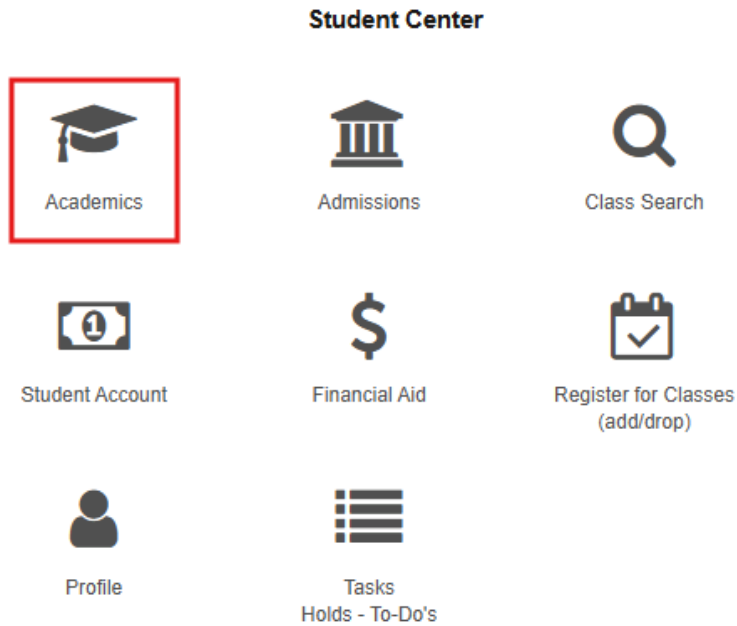 Student Center
Academics
Admissions
Class Search
1
Student Account
Financial Aid
Register for Classes
(add/drop)
$
Profile
Tasks
Holds - To-Do's